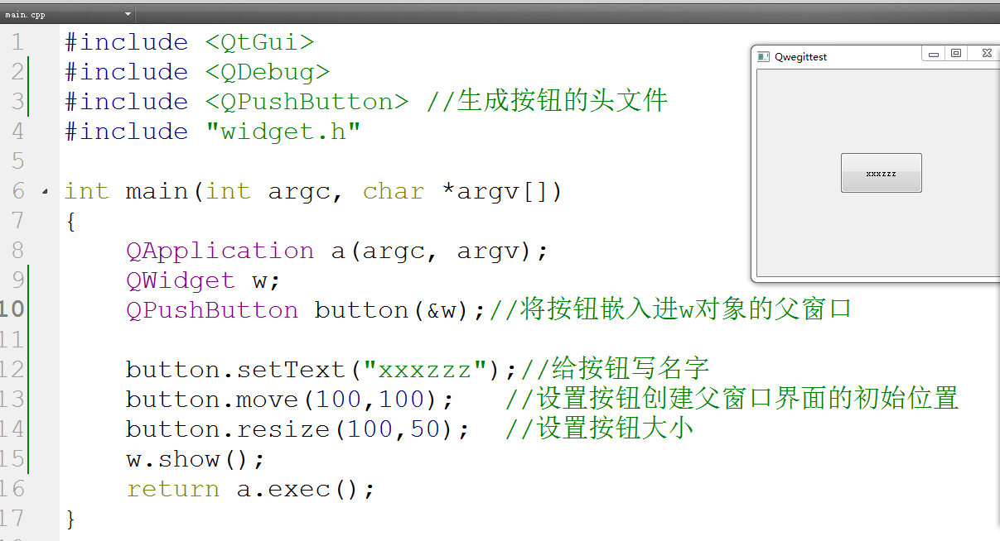 main.cpp
1 #include <QtGui>
2 #include <QDebug>
3 #include <QPushButton> //生成按钮的头文件
4 #include "widget.h"
5
6 int main(int argc, char *argv[])
7 {
8 QApplication a(argc, argv);
9 QWidget w;
10 QPushButton button(&w);//将按钮嵌入进w对象的父窗口
11
12 button.setText("xxxzzz");//给按钮写名字
13 button.move(100,100); //设置按钮创建父窗口界面的初始位置
14 button.resize(100,50); //设置按钮大小
15 w.show();
16 return a.exec();
17 }
Qwegittest
xxxzzz